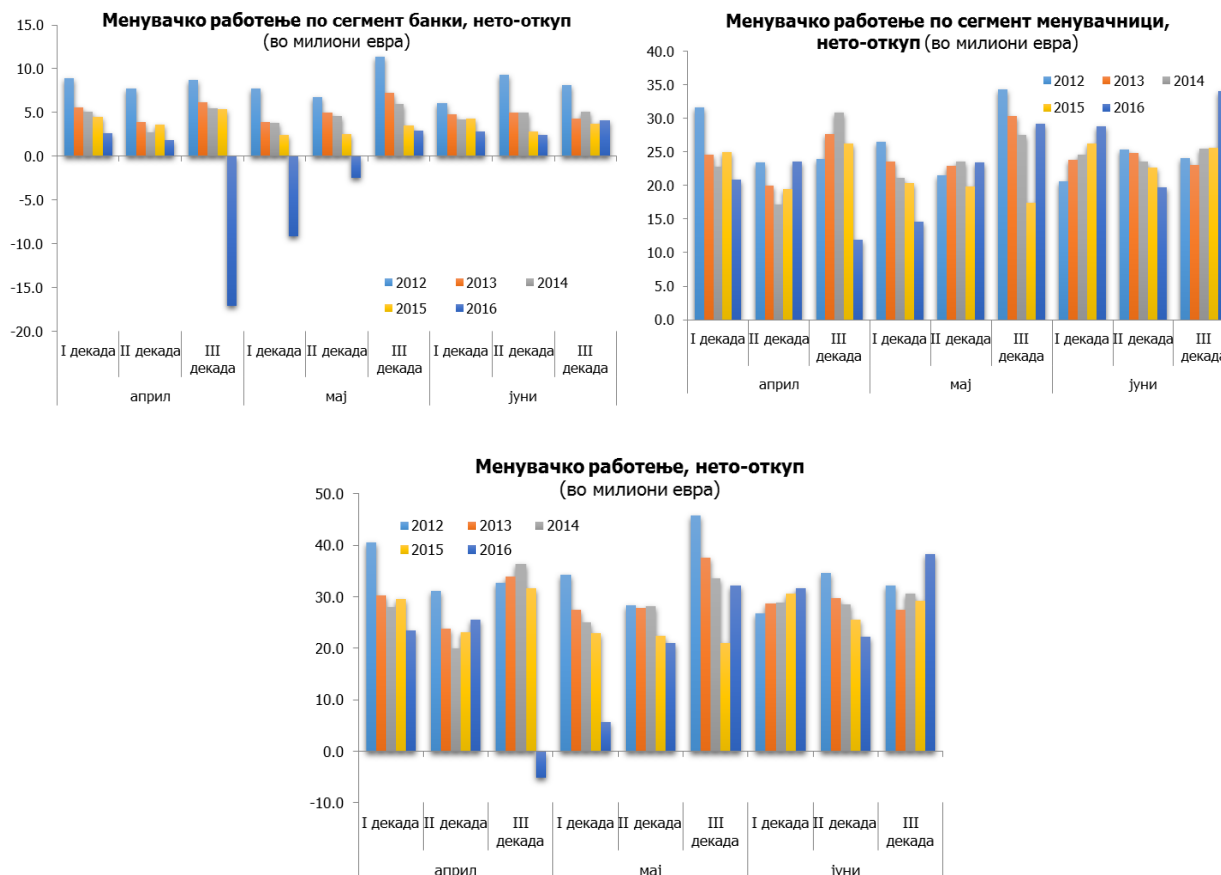 Менувачко работење по сегмент банки, нето-откуп
(во милиони евра)
15.0
10.0
5.0
0.0
-5.0
-10.0
-15.0
-20.0
2012 2013 2014
2015 2016
I декада II декада III декада I декада II декада III декада I декада II декада III декада
април мај јуни
Менувачко работење по сегмент менувачници,
нето-откуп (во милиони евра)
40.0
35.0
30.0
25.0
20.0
15.0
10.0
5.0
0.0
2012 2013 2014
2015 2016
I декада II декада III декада I декада II декада III декада I декада II декада III декада
април мај јуни
Менувачко работење, нето-откуп
(во милиони евра)
50.0
40.0
30.0
20.0
10.0
0.0
-10.0
2012 2013 2014
2015 2016
I декада II декада III декада I декада II декада III декада I декада II декада III декада
април мај јуни